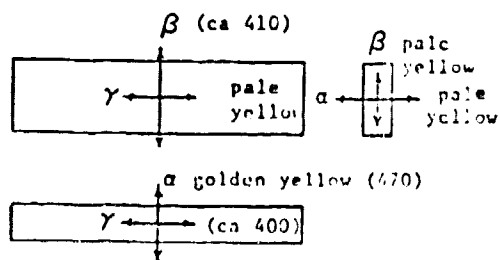 β (ca 410)
γ pale yellow
β pale yellow
α pale yellow
α golden yellow (470)
γ (ca 400)